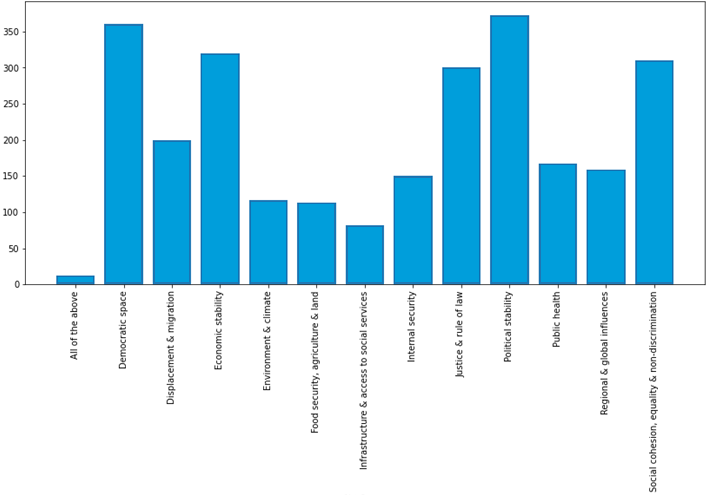 350
300
250
200
150
100
50
0
All of the above
Democratic space
Displacement & migration
Economic stability
Environment & climate
Food security, agriculture & land
Infrastructure & access to social services
Internal security
Justice & rule of law
Political stability
Public health
Regional & global influences
Social cohesion, equality & non-discrimination